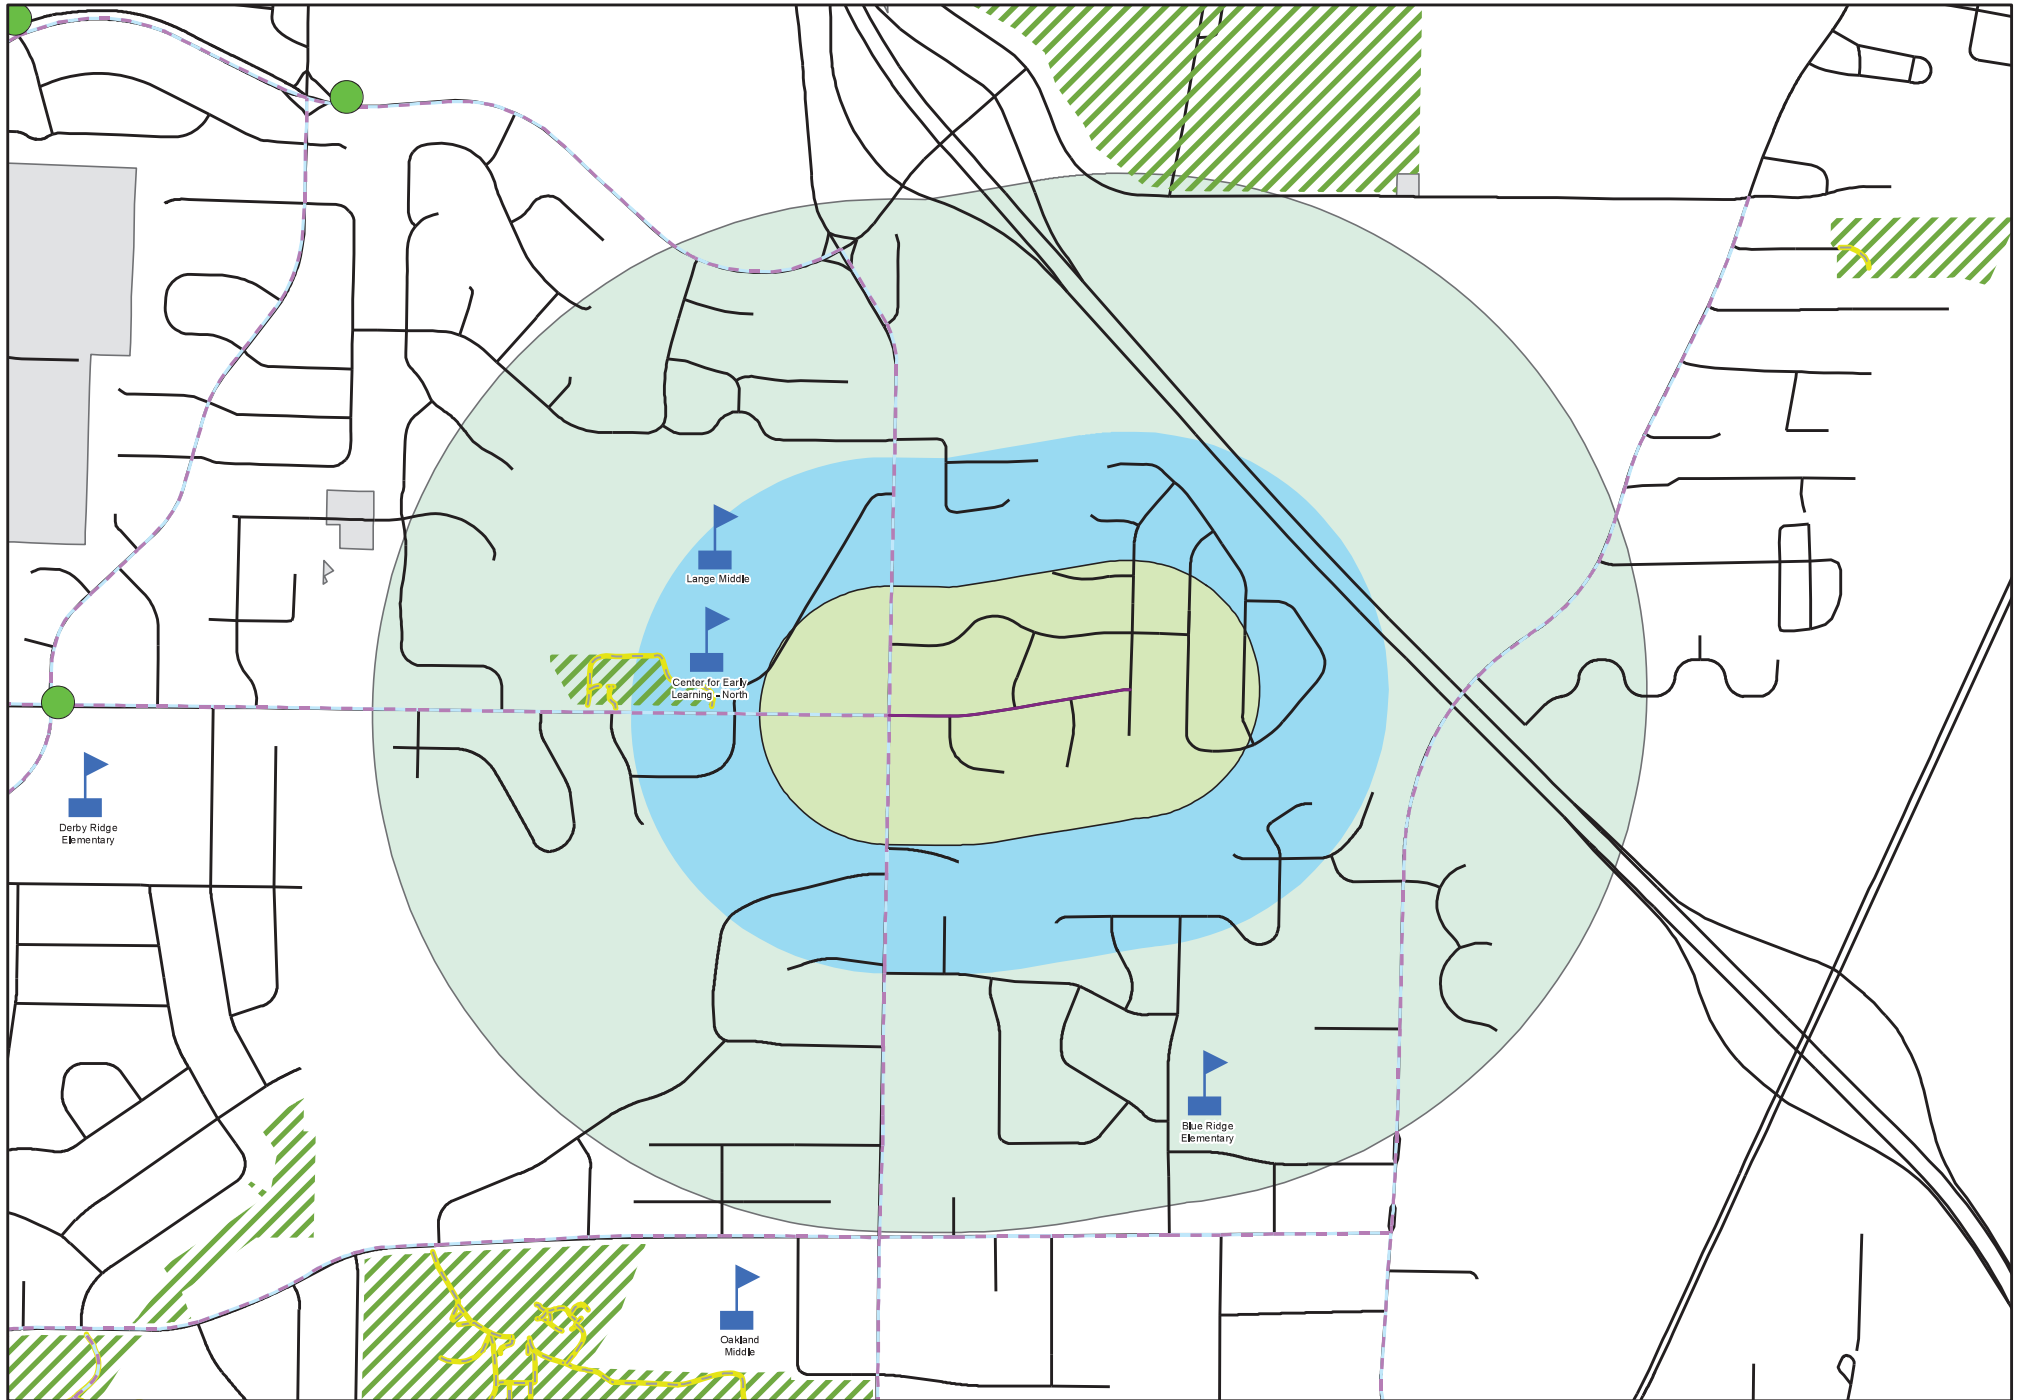 Lange Middle
Center for Early
Learning - North
Derby Ridge
Elementary
Blue Ridge
Elementary
Oakland
Middle